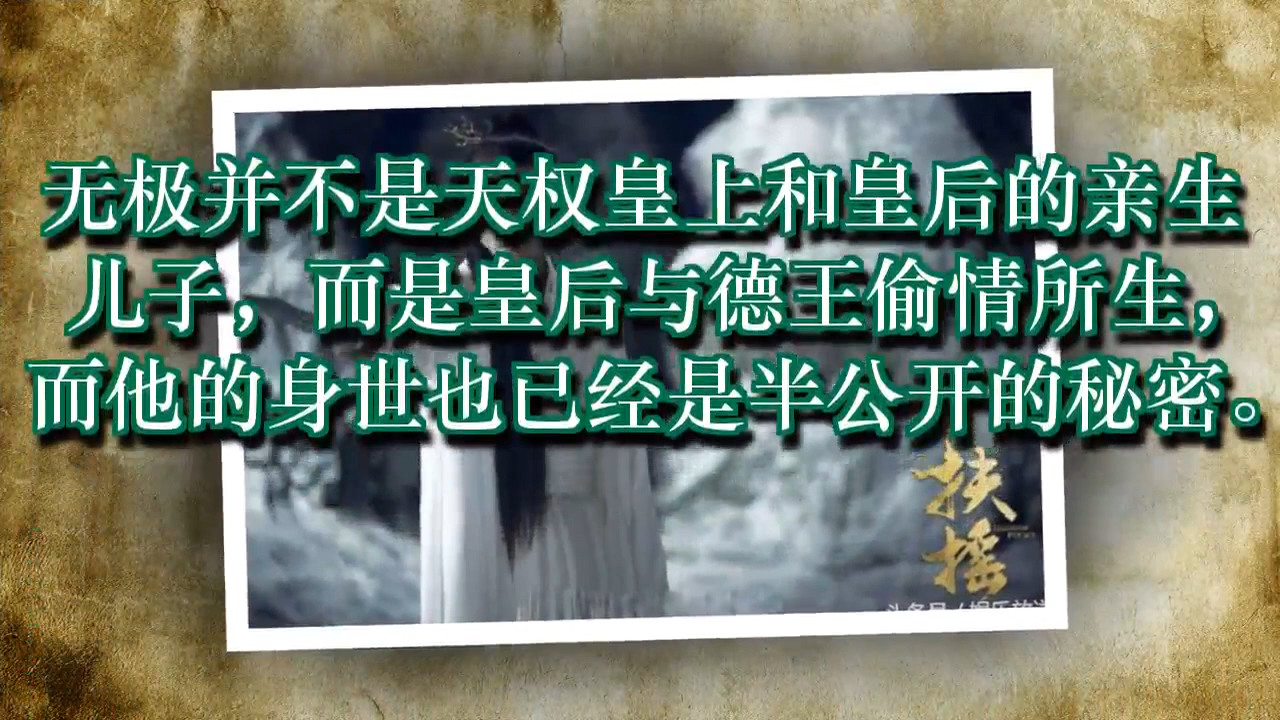 无极并不是天权皇上和皇后的亲生
儿子，而是皇后与德王偷情所生，
而他的身世也已经是半公开的秘密。
扶
摇